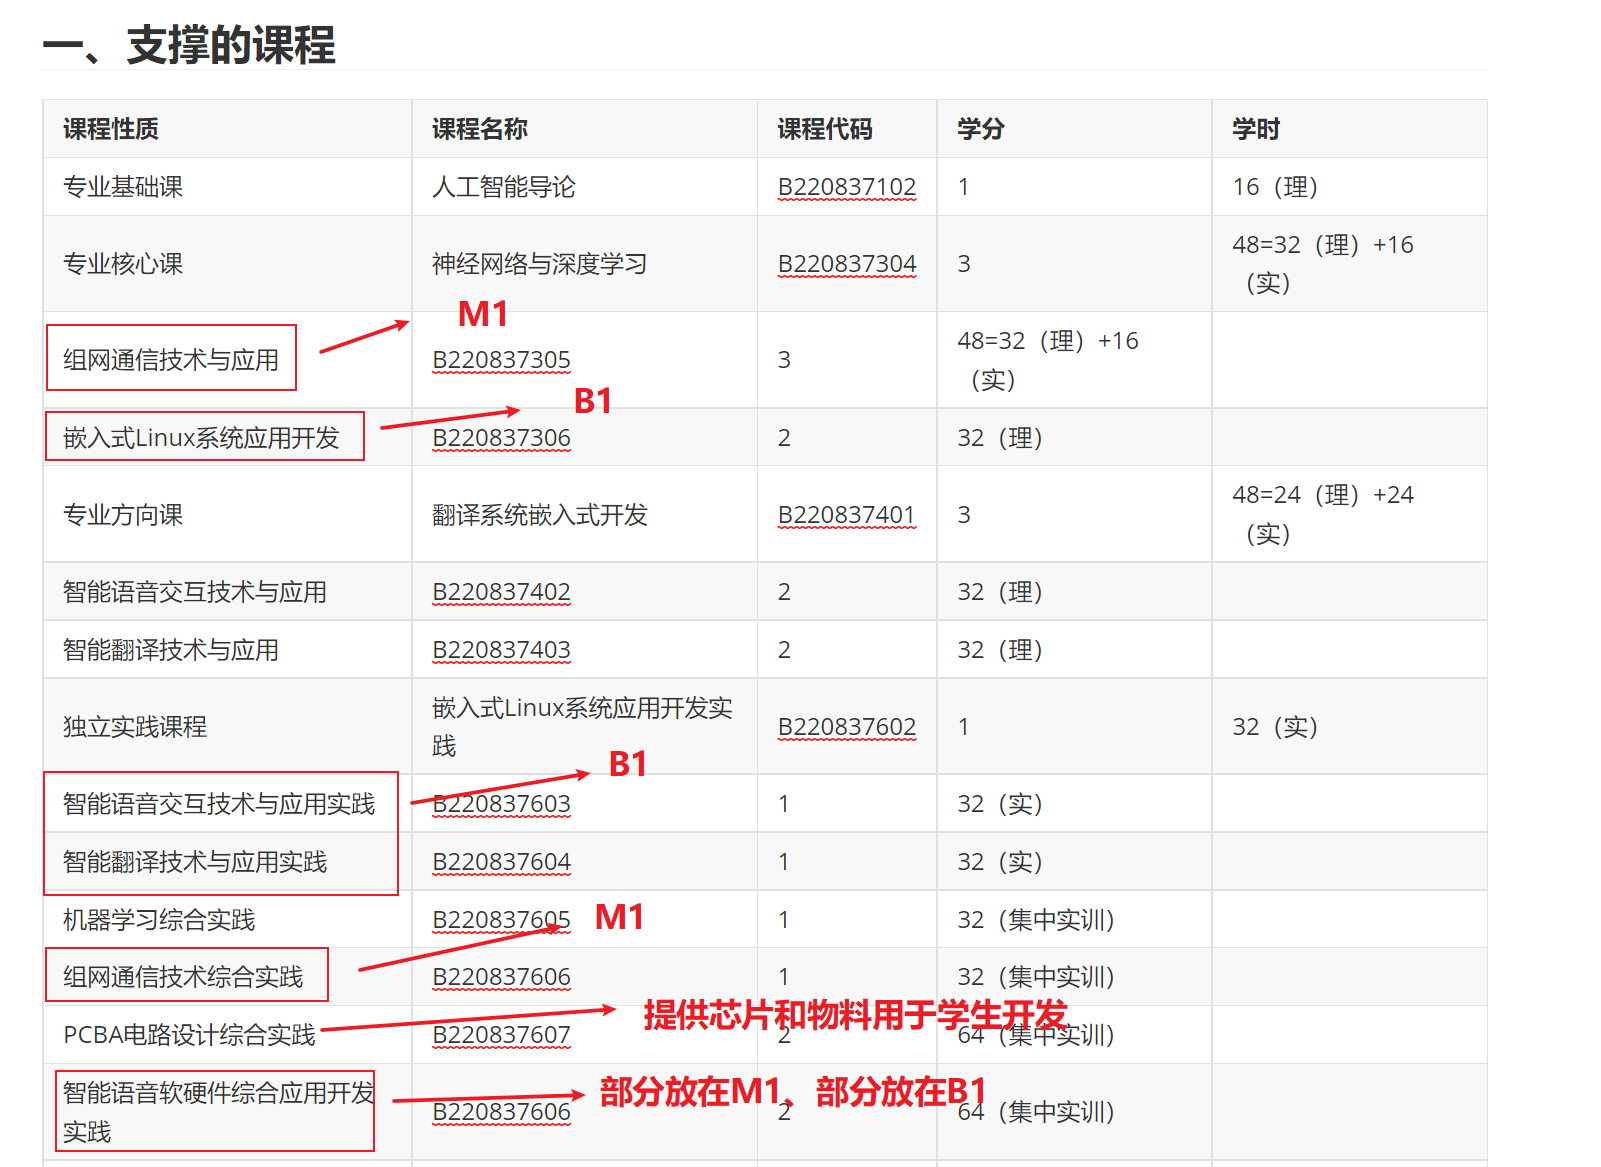 一、支撑的课程
课程性质 课程名称 课程代码 学分 学时
专业基础课 人工智能导论 B220837102 1 16（理）
专业核心课 神经网络与深度学习 B220837304 3 48=32（理）+16
（实）
M1
组网通信技术与应用 B220837305 3 48=32（理）+16
（实）
B1
嵌入式Linux系统应用开发 B220837306 2 32（理）
专业方向课 翻译系统嵌入式开发 B220837401 3 48=24（理）+24
（实）
智能语音交互技术与应用 B220837402 2 32（理）
智能翻译技术与应用 B220837403 2 32（理）
独立实践课程 嵌入式Linux系统应用开发实
践 B220837602 1 32（实）
B1
智能语音交互技术与应用实践 B220837603 1 32（实）
智能翻译技术与应用实践 B220837604 1 32（实）
机器学习综合实践 B220837605 1 32（集中实训）
M1
组网通信技术综合实践 B220837606 1 32（集中实训）
提供芯片和物料用于学生开发
PCBA电路设计综合实践 B220837607 2 64（集中实训）
部分放在M1、部分放在B1
智能语音软硬件综合应用开发
实践 B220837606 2 64（集中实训）